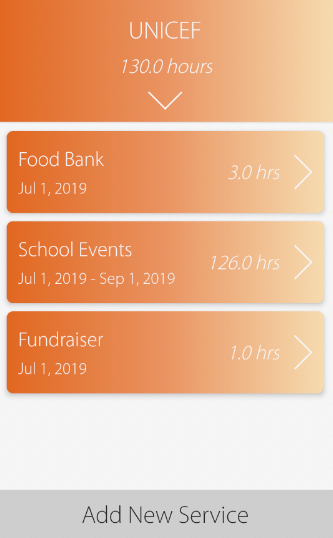 UNICEF
130.0 hours
Food Bank
3.0 hrs
Jul 1, 2019
School Events
126.0 hrs
Jul 1, 2019 - Sep 1, 2019
Fundraiser
1.0 hrs
Jul 1, 2019
Add New Service